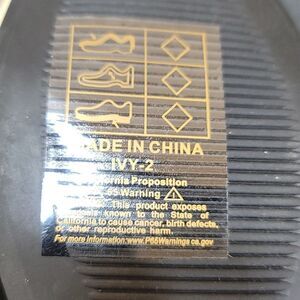 MADE IN CHINA
IVY-2
California Proposition
65 Warning
This product exposes
known to the State of
California to cause cancer, birth defects,
or other reproductive harm.
For more information:www.P65Warnings.ca.gov